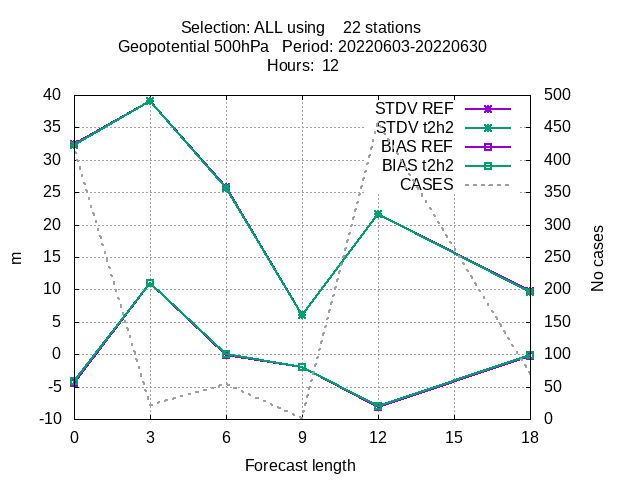 Selection: ALL using    22 stations
Geopotential 500hPa   Period: 20220603-20220630
Hours:  12
40
35
30
25
20
15
10
5
0
-5
-10
m
500
450
400
350
300
250
200
150
100
50
0
No cases
STDV REF
STDV t2h2
BIAS REF
BIAS t2h2
CASES
0 3 6 9 12 15 18
Forecast length